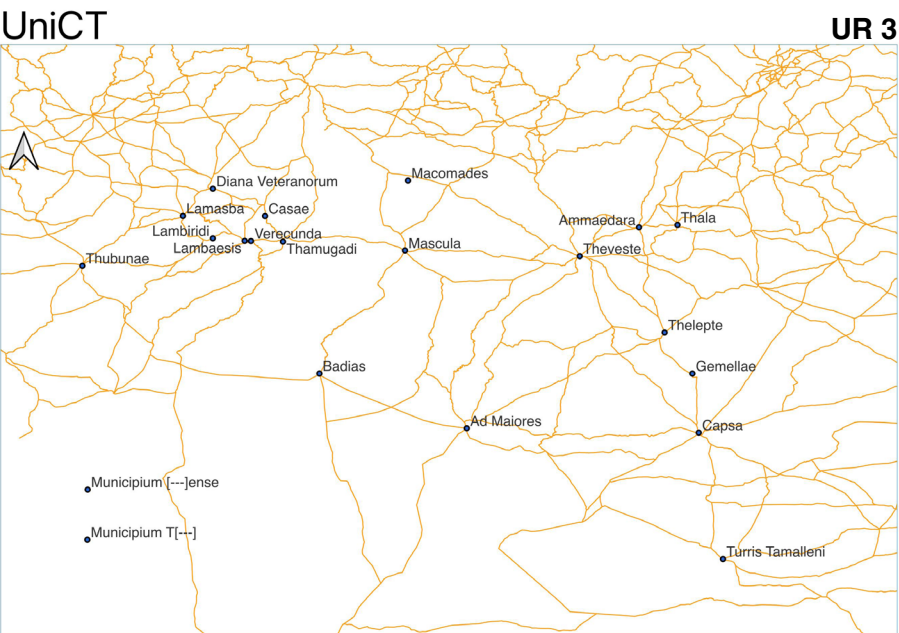 UniCT
UR 3
Macomades
Diana Veteranorum
Lamasba
Casae
Ammaedara
Thala
Lambiridi
Verecunda
Lambaesis
Thamugadi
Mascula
Theveste
Thubunae
Thelepte
Badias
Gemellae
Ad Maiores
Capsa
Municipium [---]ense
Municipium T[---]
Turris Tamalleni